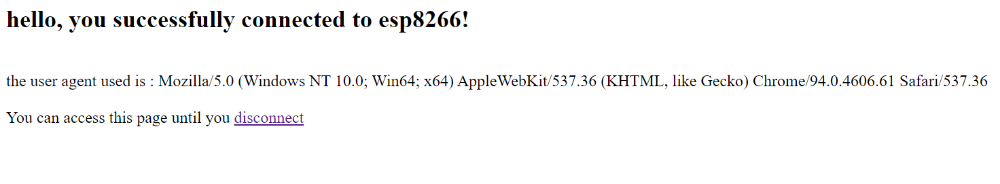 hello, you successfully connected to esp8266!
the user agent used is : Mozilla/5.0 (Windows NT 10.0; Win64; x64) AppleWebKit/537.36 (KHTML, like Gecko) Chrome/94.0.4606.61 Safari/537.36
You can access this page until you disconnect